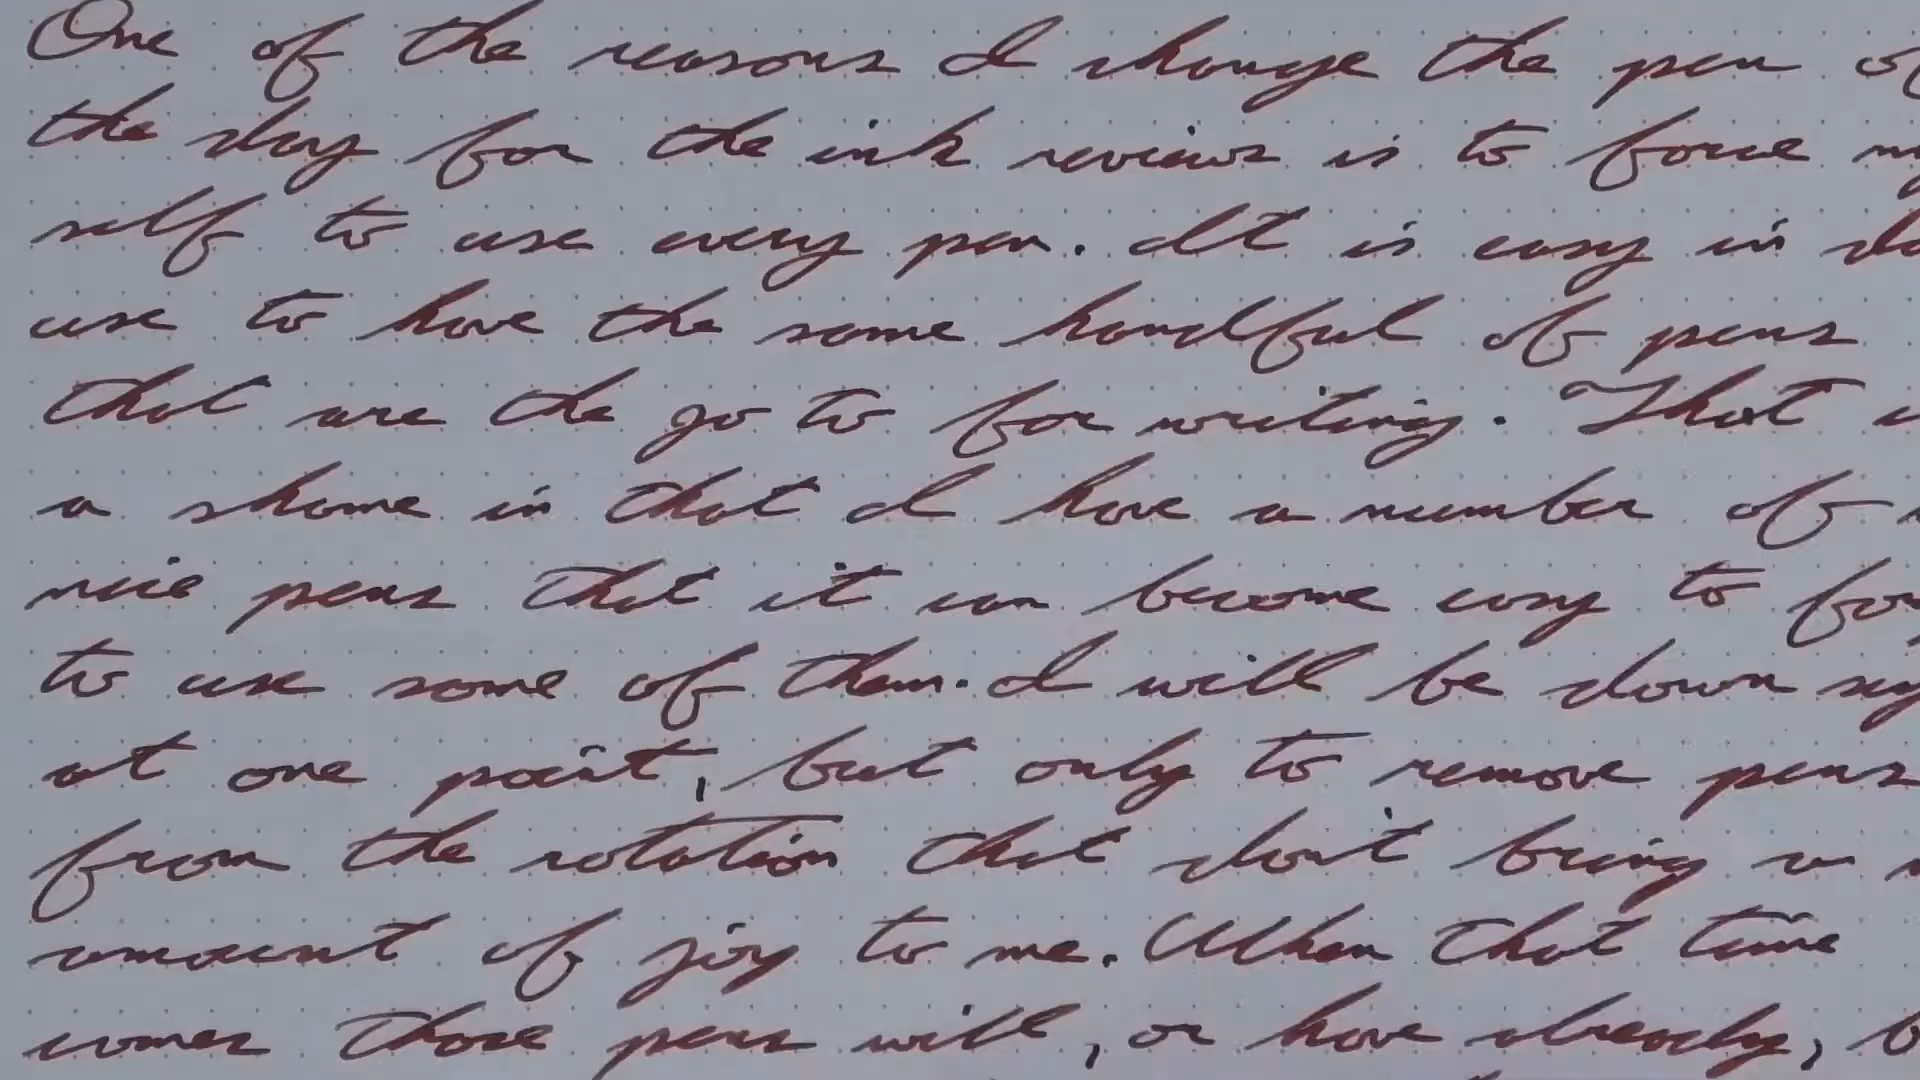 One of the reasons I change the pen of
the day for the ink reviews is to force my
self to use every pen. It is easy in
use to have the same handful of pens
that are the go to for writing. That
a shame in that I have a number of
nice pens that it can become easy to
to use some of them. I will be down
at one point, but only to remove pens
from the rotation that don't bring
amount of joy to me. When that time
comes those pens will, or have already,